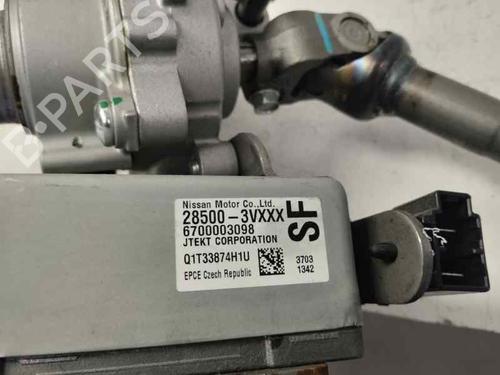 B-PARTS
Nissan Motor Co.,Ltd.
28500-3VXXX
6700003098
JTEKT CORPORATION
Q1T33874H1U
EPCE Czech Republic
SF
3703
1342